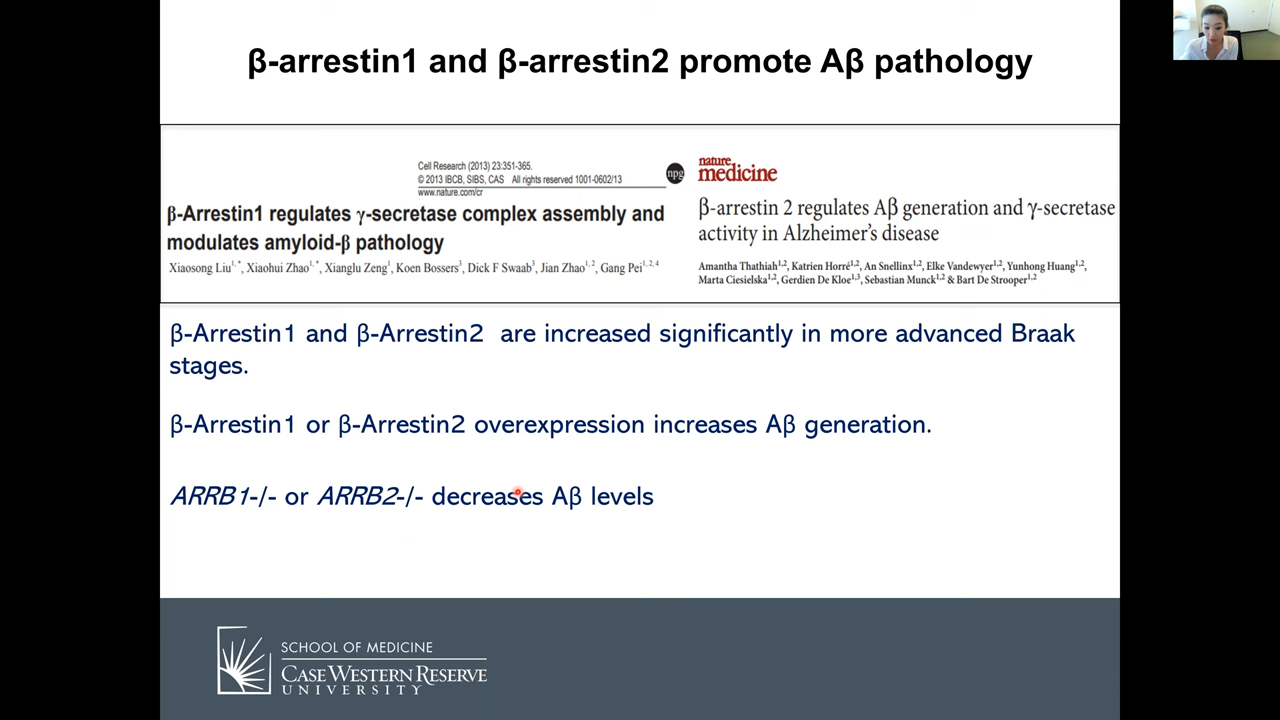 β-arrestin1 and β-arrestin2 promote Aβ pathology
Cell Research (2013) 23:351-365.
© 2013 IBCB, SIBS, CAS All rights reserved 1001-0602/13
www.nature.com/cr
npg
β-Arrestin1 regulates γ-secretase complex assembly and
modulates amyloid-β pathology
Xiaosong Liu1, *, Xiaohui Zhao1, *, Xianglu Zeng1, Koen Bossers3, Dick F Swaab3, Jian Zhao1, 2, Gang Pei1, 2, 4
nature
medicine
β-arrestin 2 regulates Aβ generation and γ-secretase
activity in Alzheimer's disease
Amantha Thathiah1,2, Katrien Horré1,2, An Snellinx1,2, Elke Vandewyer1,2, Yunhong Huang1,2,
Marta Ciesielska1,2, Gerdien De Kloe1,3, Sebastian Munck1,2 & Bart De Strooper1,2
β-Arrestin1 and β-Arrestin2 are increased significantly in more advanced Braak
stages.
β-Arrestin1 or β-Arrestin2 overexpression increases Aβ generation.
ARRB1-/- or ARRB2-/- decreases Aβ levels
SCHOOL OF MEDICINE
CASE WESTERN RESERVE
UNIVERSITY